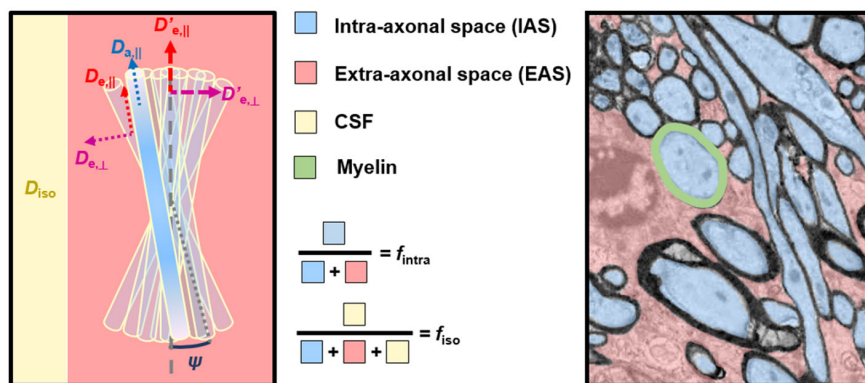 D'e,||
Da,||
De,||
D'e,⊥
De,⊥
Diso
ψ
Intra-axonal space (IAS)
Extra-axonal space (EAS)
CSF
Myelin
= fintra
+
= fiso
+ +